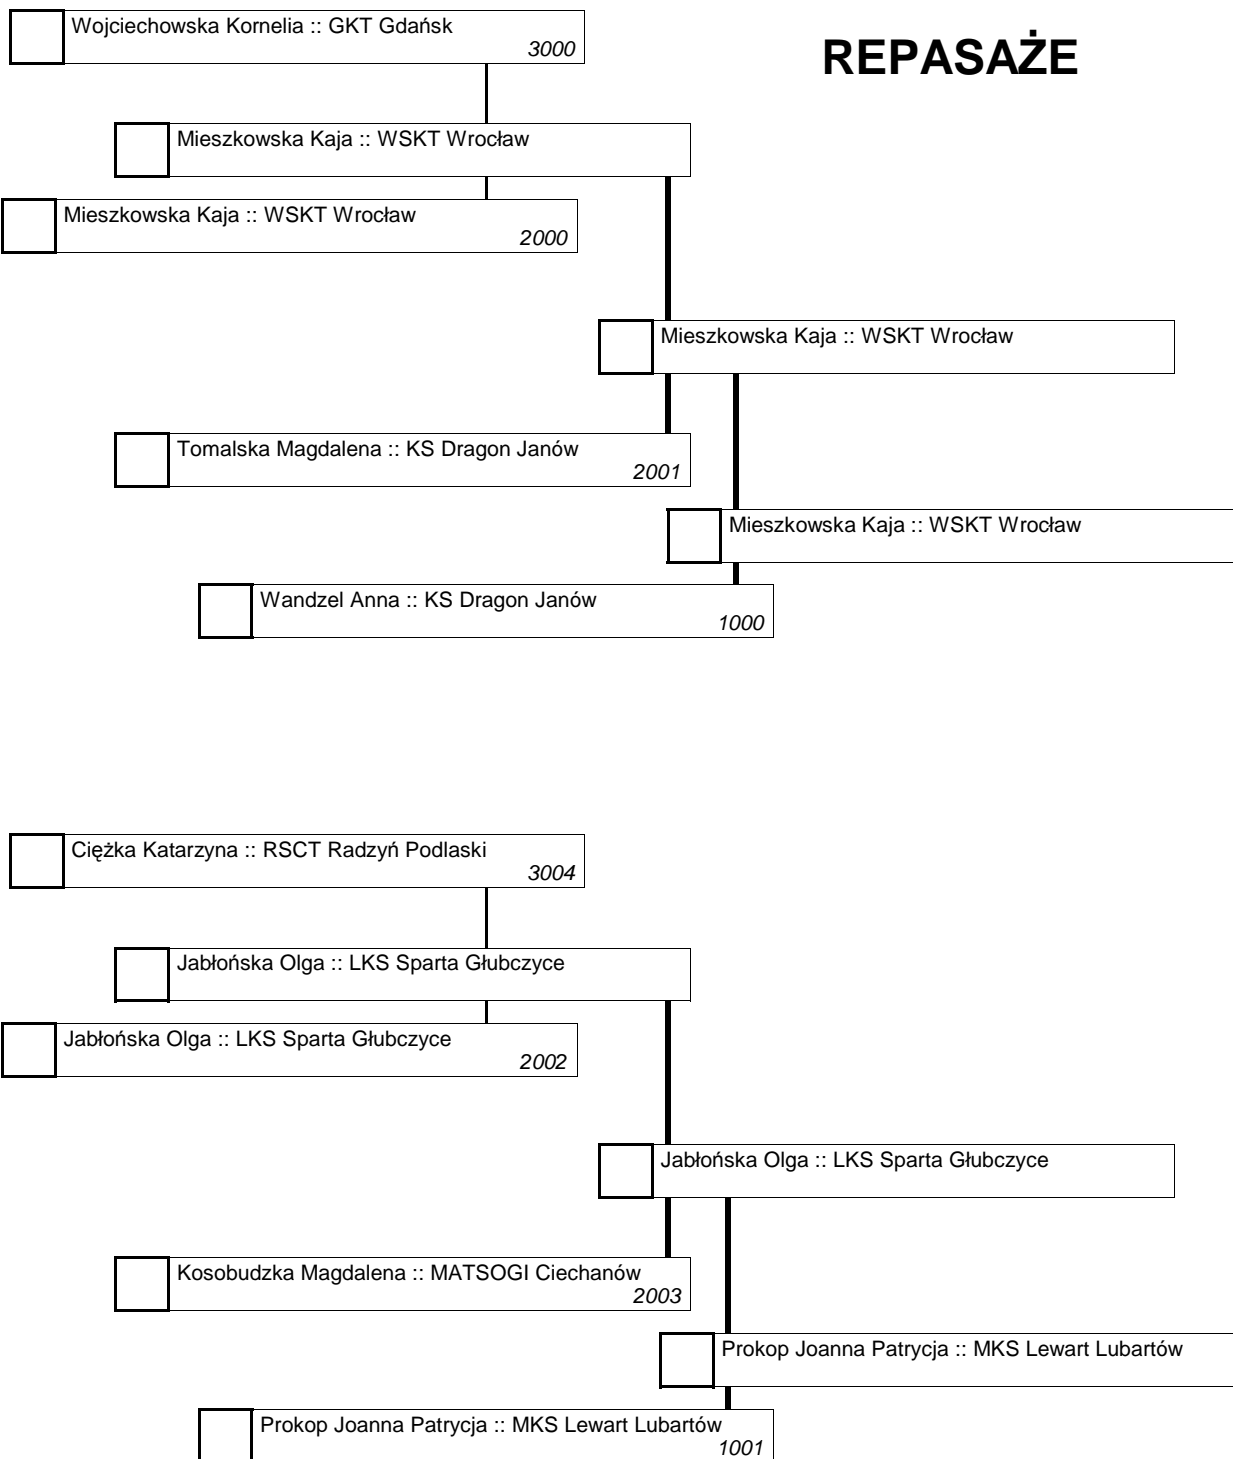 Wojciechowska Kornelia :: GKT Gdańsk
3000
REPASAŻE
Mieszkowska Kaja :: WSKT Wrocław
Mieszkowska Kaja :: WSKT Wrocław
2000
Mieszkowska Kaja :: WSKT Wrocław
Tomalska Magdalena :: KS Dragon Janów
2001
Mieszkowska Kaja :: WSKT Wrocław
Wandzel Anna :: KS Dragon Janów
1000
Ciężka Katarzyna :: RSCT Radzyń Podlaski
3004
Jabłońska Olga :: LKS Sparta Głubczyce
Jabłońska Olga :: LKS Sparta Głubczyce
2002
Jabłońska Olga :: LKS Sparta Głubczyce
Kosobudzka Magdalena :: MATSOGI Ciechanów
2003
Prokop Joanna Patrycja :: MKS Lewart Lubartów
Prokop Joanna Patrycja :: MKS Lewart Lubartów
1001